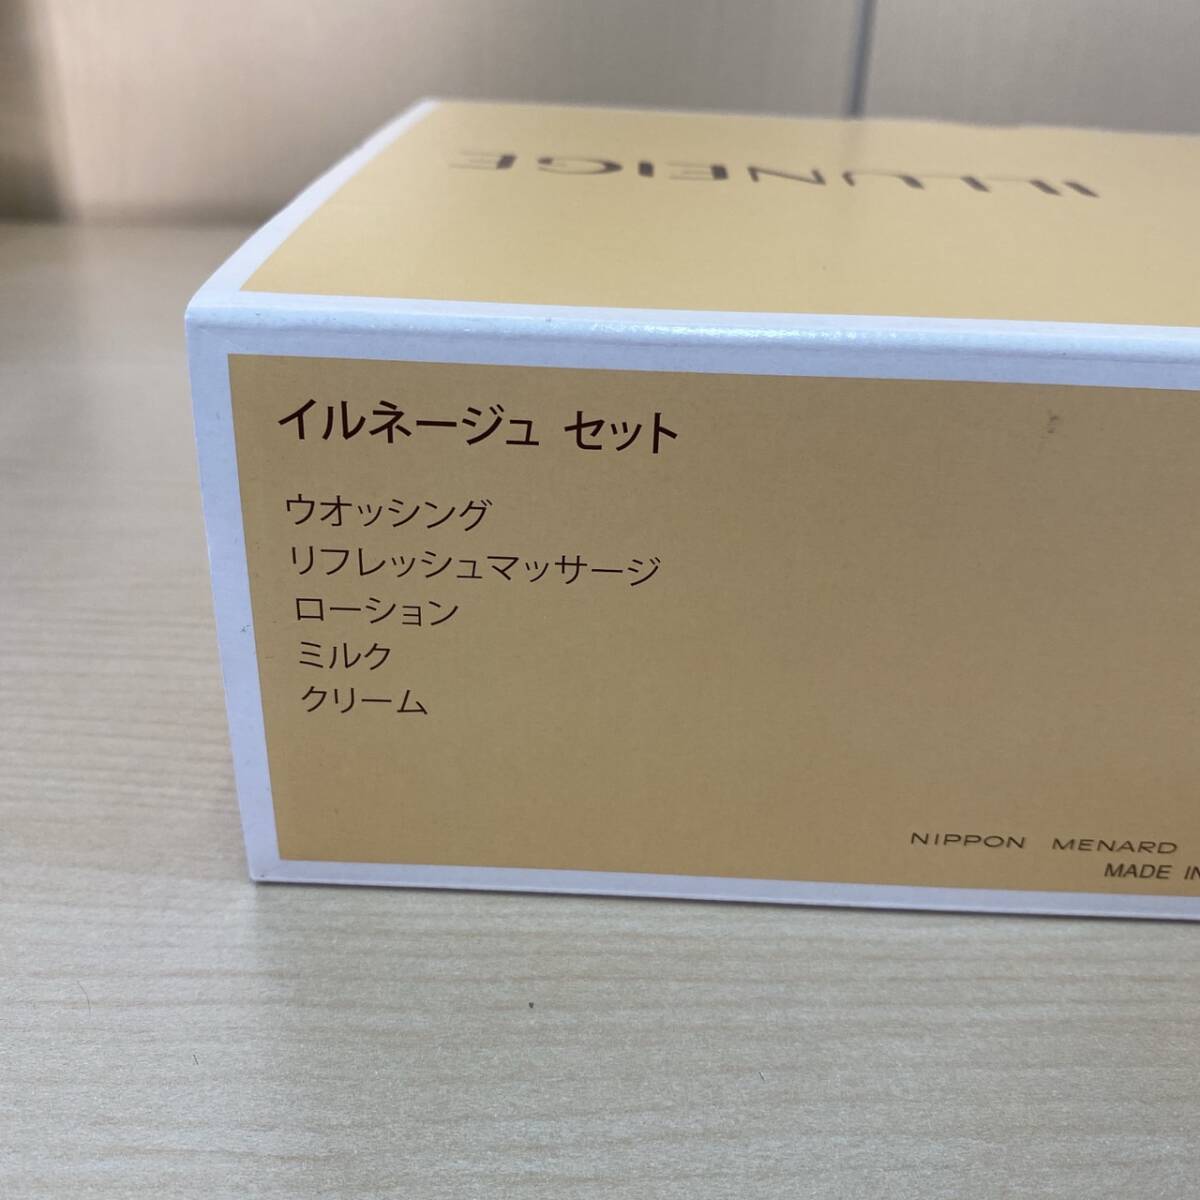 ILLNEIGE
イルネージュ セット
ウオッシング
リフレッシュマッサージ
ローション
ミルク
クリーム
NIPPON MENARD
MADE IN